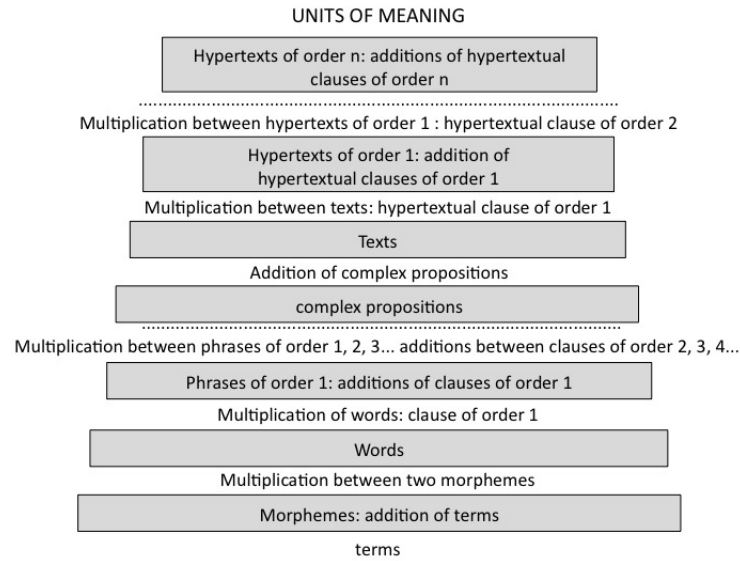 UNITS OF MEANING
Hypertexts of order n: additions of hypertextual
clauses of order n
Multiplication between hypertexts of order 1 : hypertextual clause of order 2
Hypertexts of order 1: addition of
hypertextual clauses of order 1
Multiplication between texts: hypertextual clause of order 1
Texts
Addition of complex propositions
complex propositions
Multiplication between phrases of order 1, 2, 3... additions between clauses of order 2, 3, 4...
Phrases of order 1: additions of clauses of order 1
Multiplication of words: clause of order 1
Words
Multiplication between two morphemes
Morphemes: addition of terms
terms